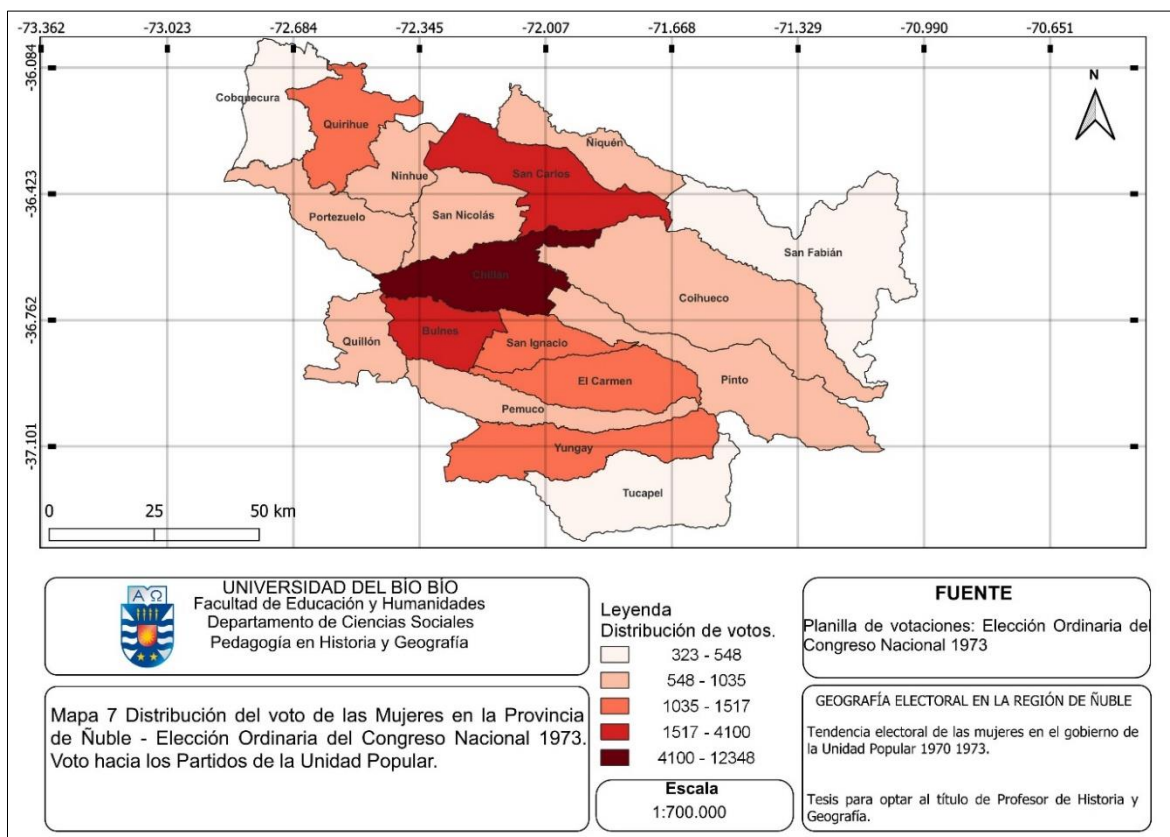 -73.362 -73.023 -72.684 -72.345 -72.007 -71.668 -71.329 -70.990 -70.651
-36.084
-36.423
-36.762
-37.101
N
Cobquecura
Quirihue
Ñiquén
Ninhue
San Carlos
Portezuelo
San Nicolás
San Fabián
Chillán
Coihueco
Bulnes
Quillón
San Ignacio
El Carmen
Pinto
Pemuco
Yungay
Tucapel
0 25 50 km
UNIVERSIDAD DEL BÍO BÍO
Facultad de Educación y Humanidades
Departamento de Ciencias Sociales
Pedagogía en Historia y Geografía
Α Ω
Mapa 7 Distribución del voto de las Mujeres en la Provincia
de Ñuble - Elección Ordinaria del Congreso Nacional 1973.
Voto hacia los Partidos de la Unidad Popular.
Leyenda
Distribución de votos.
323 - 548
548 - 1035
1035 - 1517
1517 - 4100
4100 - 12348
Escala
1:700.000
FUENTE
Planilla de votaciones: Elección Ordinaria del
Congreso Nacional 1973
GEOGRAFÍA ELECTORAL EN LA REGIÓN DE ÑUBLE
Tendencia electoral de las mujeres en el gobierno de
la Unidad Popular 1970 1973.
Tesis para optar al título de Profesor de Historia y
Geografía.